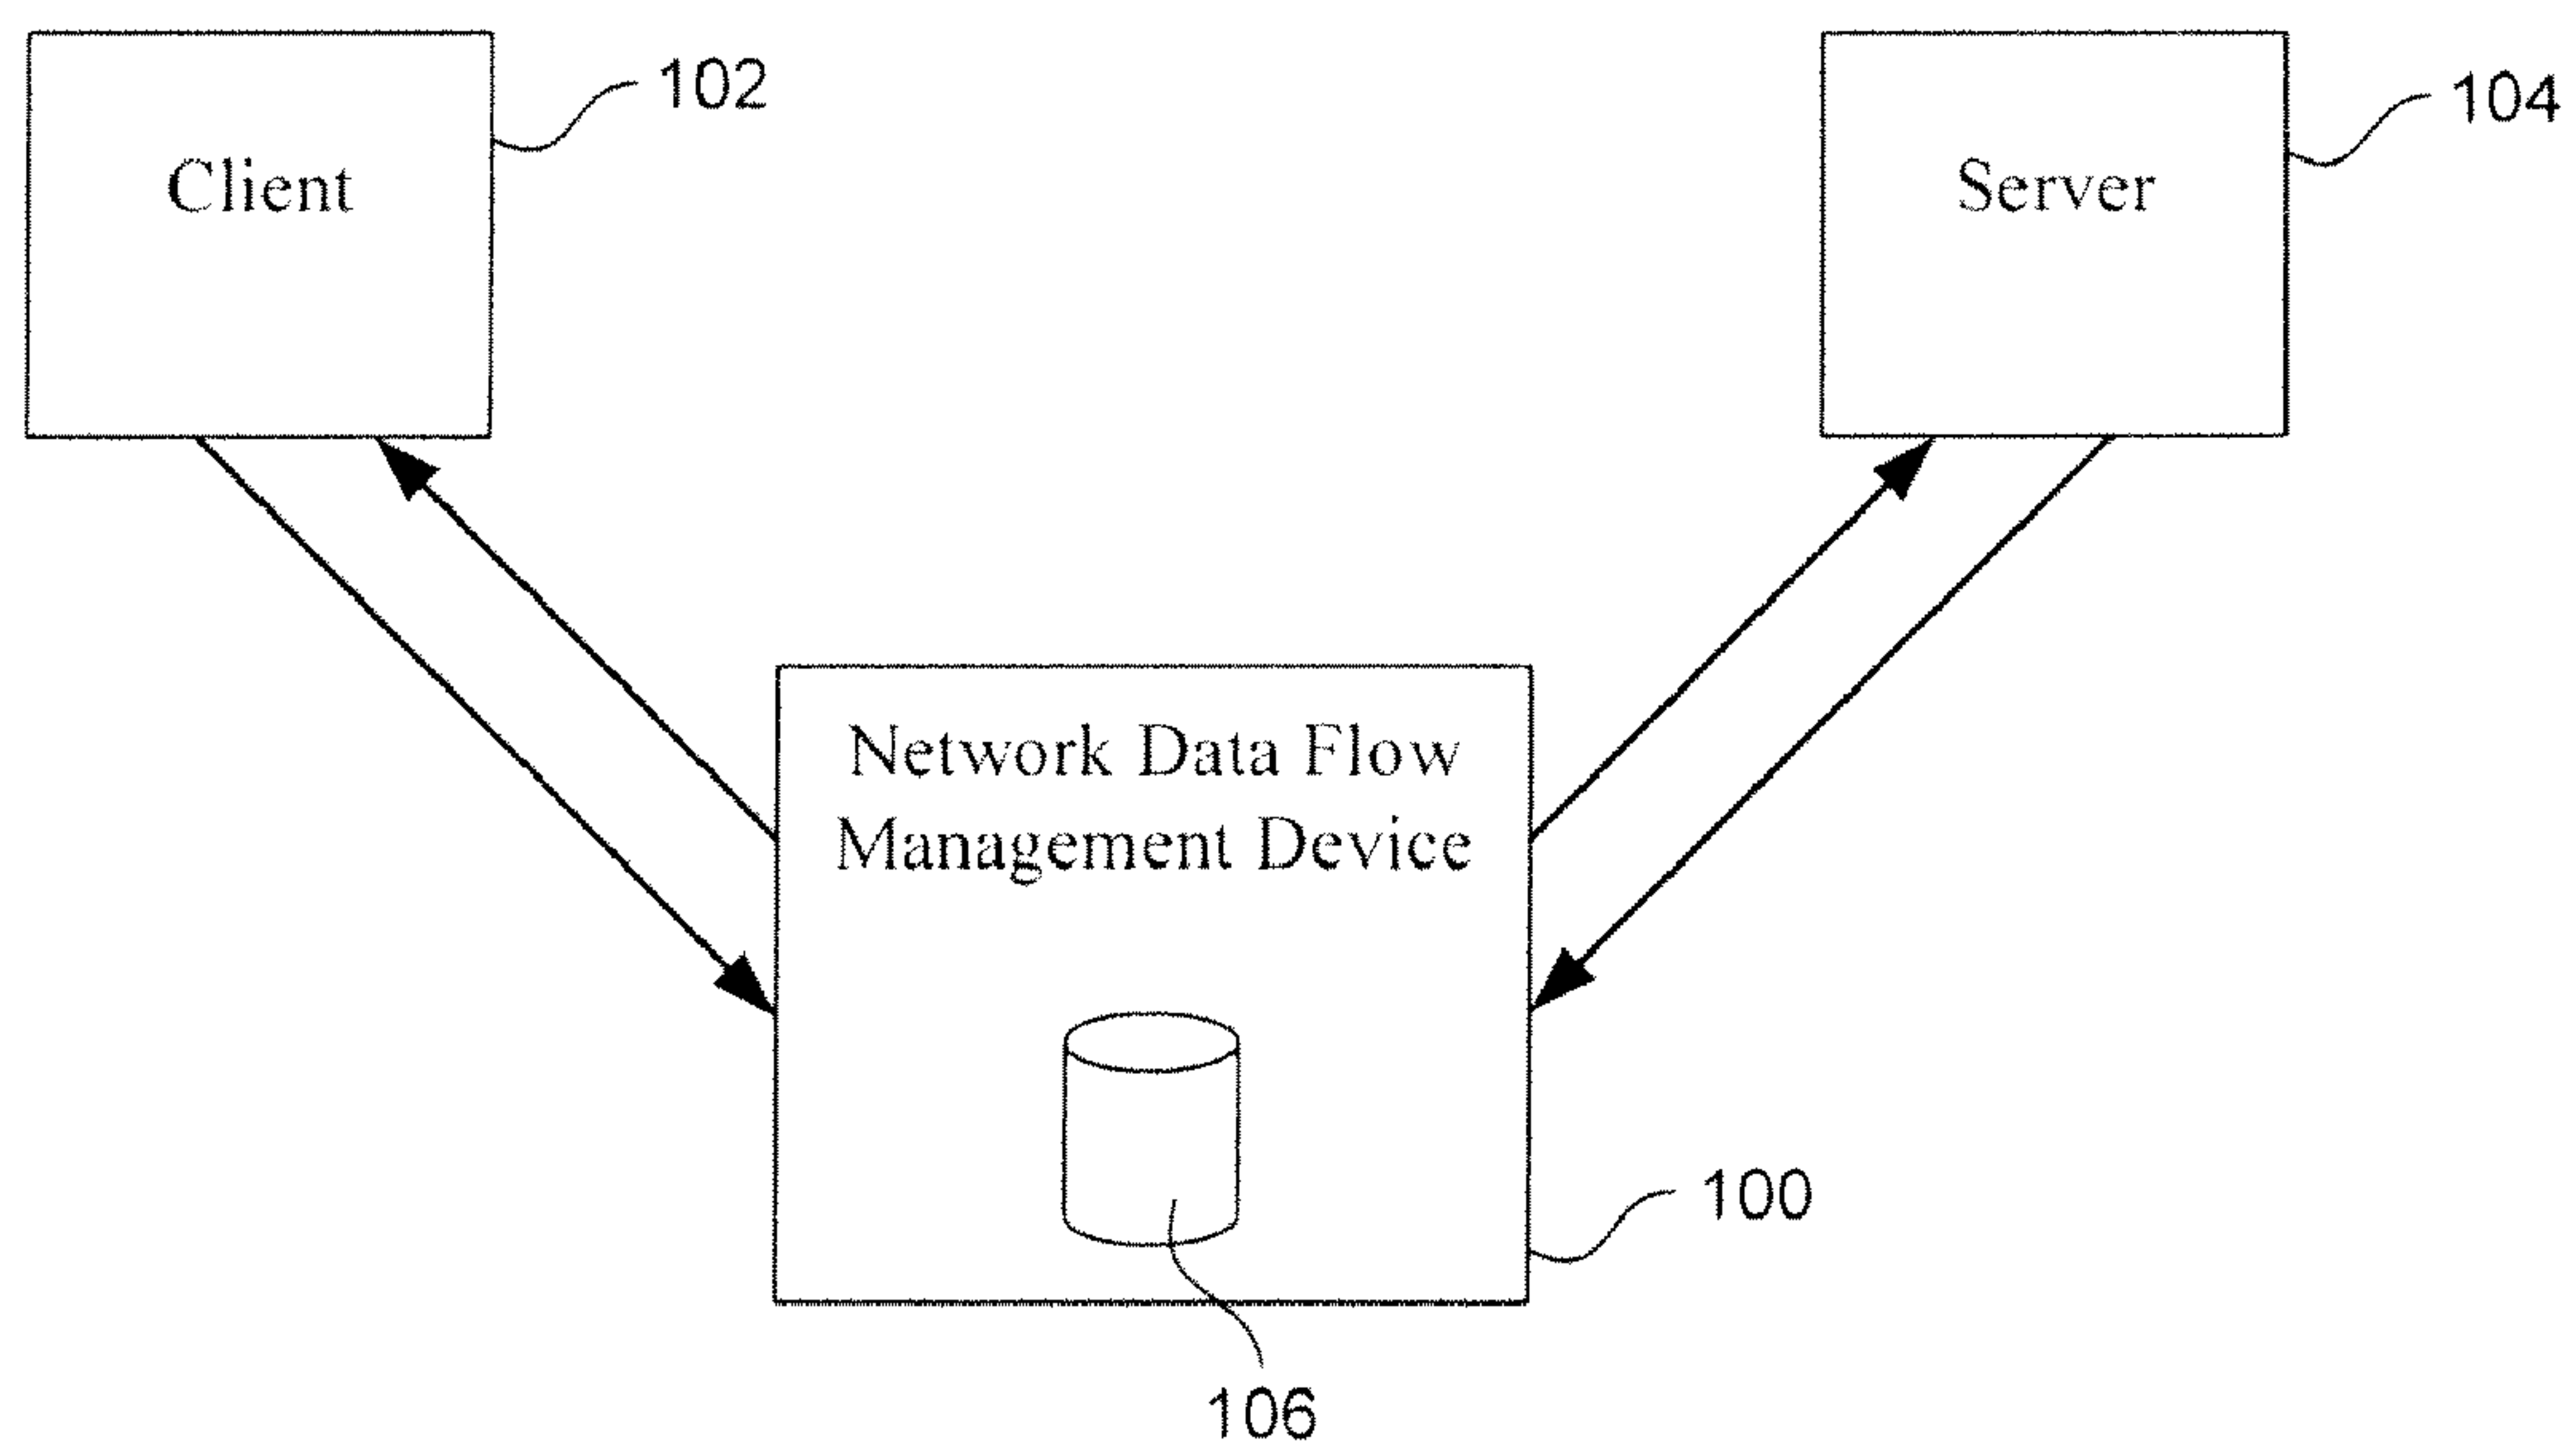 102
104
Client
Server
Network Data Flow
Management Device
100
106